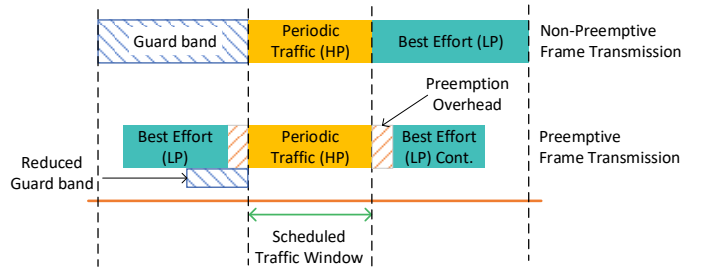 Guard band
Periodic
Traffic (HP)
Best Effort (LP)
Non-Preemptive
Frame Transmission
Preemption
Overhead
Best Effort
(LP)
Periodic
Traffic (HP)
Best Effort
(LP) Cont.
Preemptive
Frame Transmission
Reduced
Guard band
Scheduled
Traffic Window